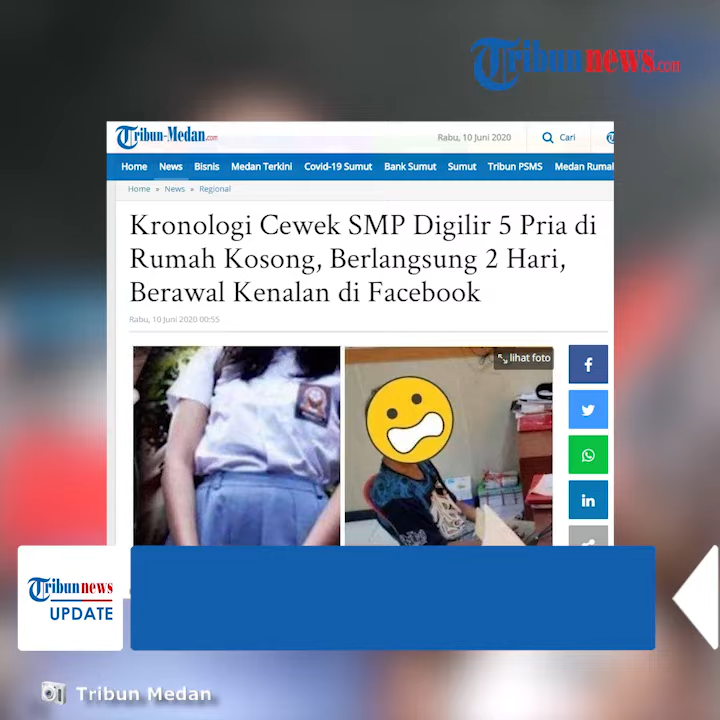 Tribunnews.com
Tribun-Medan.com
Rabu, 10 Juni 2020
Cari
Home News Bisnis Medan Terkini Covid-19 Sumut Bank Sumut Sumut Tribun PSMS Medan Rumah
Home » News » Regional
Kronologi Cewek SMP Digilir 5 Pria di
Rumah Kosong, Berlangsung 2 Hari,
Berawal Kenalan di Facebook
Rabu, 10 Juni 2020 00:55
lihat foto
Tribunnews
UPDATE
Tribun Medan